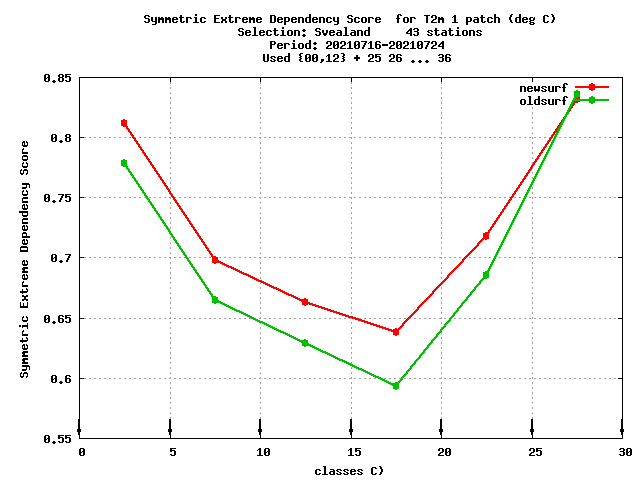 Symmetric Extreme Dependency Score  for T2m 1 patch (deg C)
Selection: Svealand     43 stations
Period: 20210716-20210724
Used {00,12} + 25 26 ... 36
newsurf
oldsurf
Symmetric Extreme Dependency Score
0.85
0.8
0.75
0.7
0.65
0.6
0.55
0 5 10 15 20 25 30
classes C)